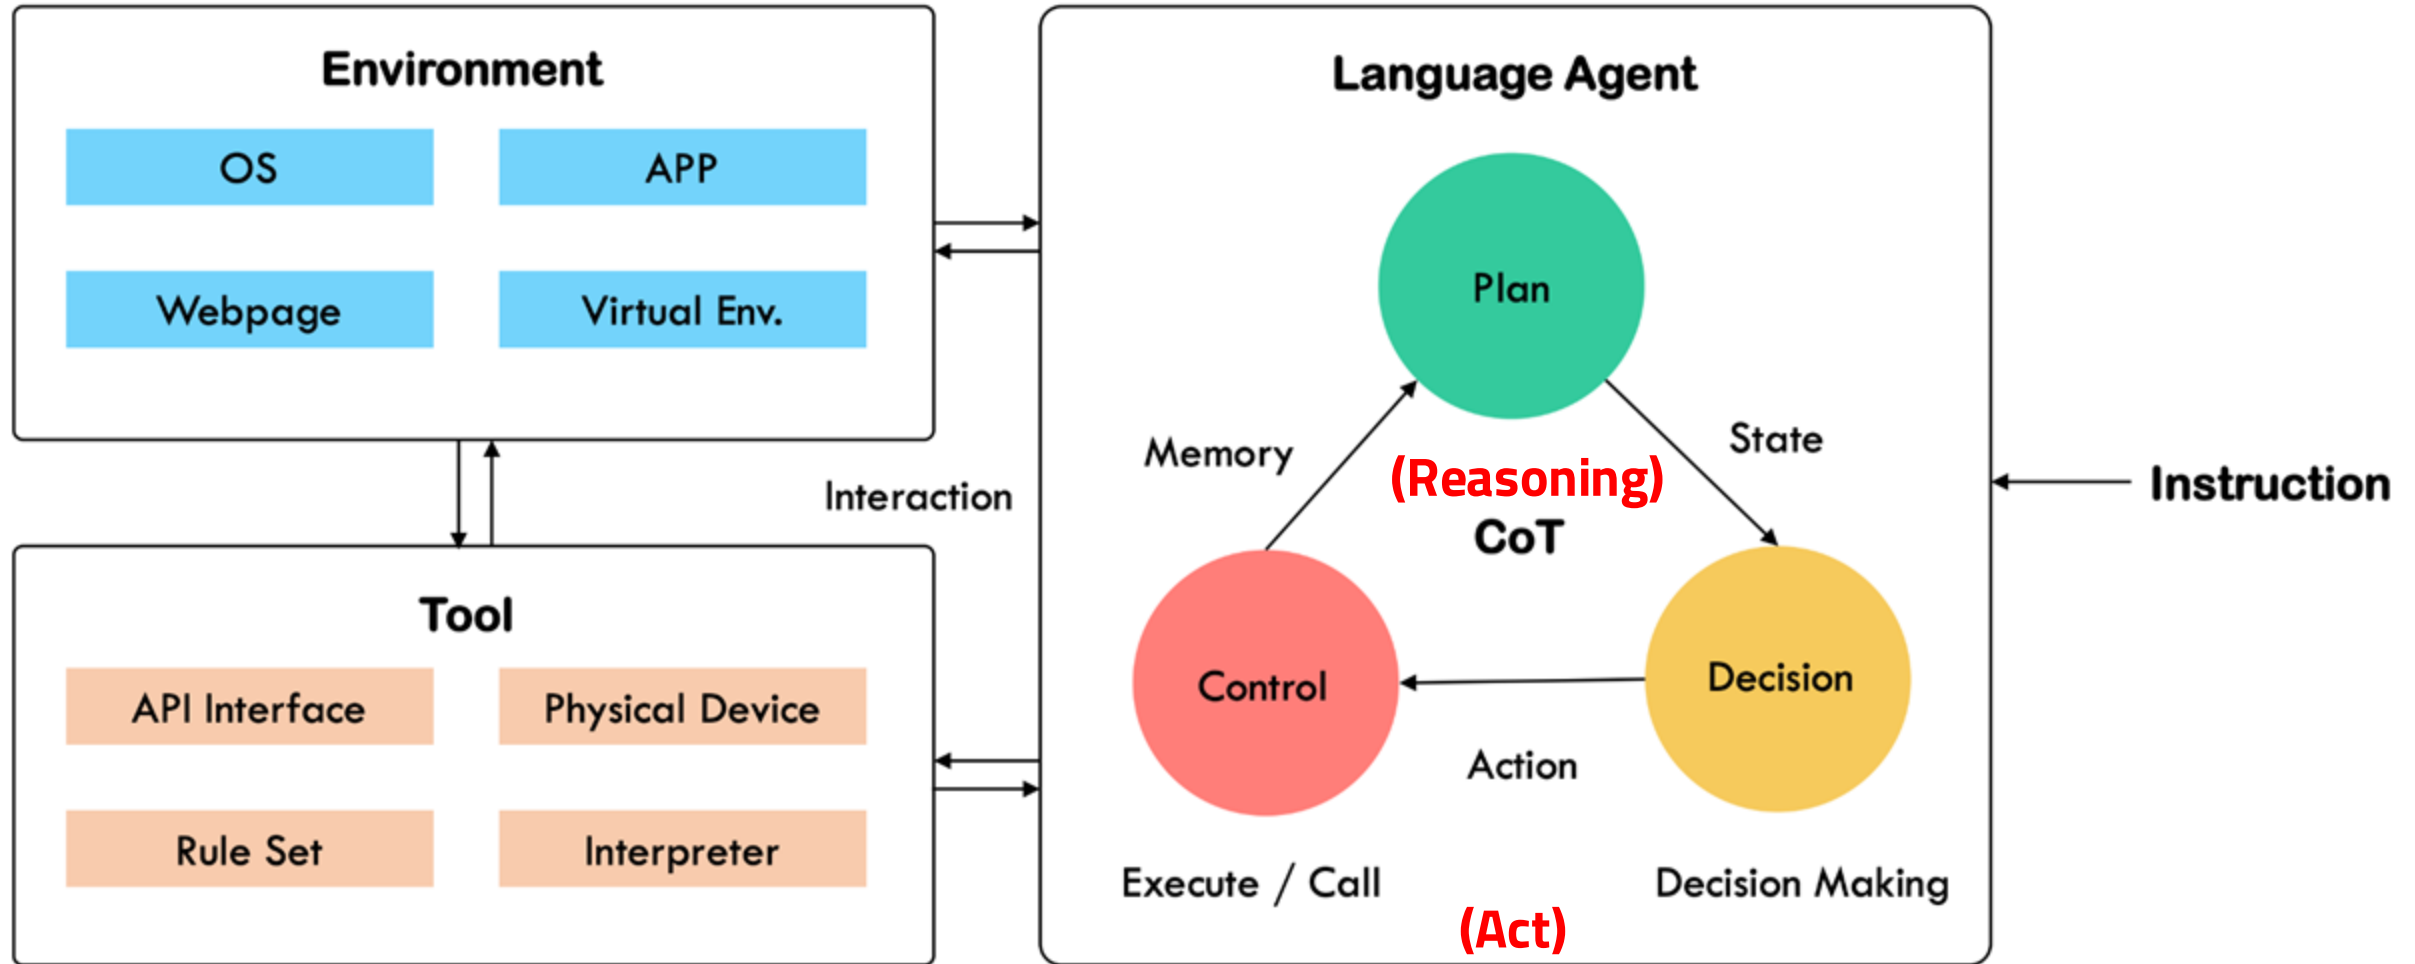 Environment
OS
APP
Webpage
Virtual Env.
Interaction
Tool
API Interface
Physical Device
Rule Set
Interpreter
Language Agent
Plan
Memory
State
(Reasoning)
CoT
Control
Decision
Action
Execute / Call
Decision Making
(Act)
Instruction